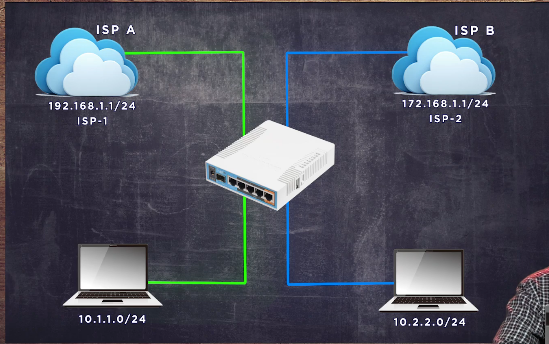 ISP A
192.168.1.1/24
ISP-1
ISP B
172.168.1.1/24
ISP-2
10.1.1.0/24
10.2.2.0/24